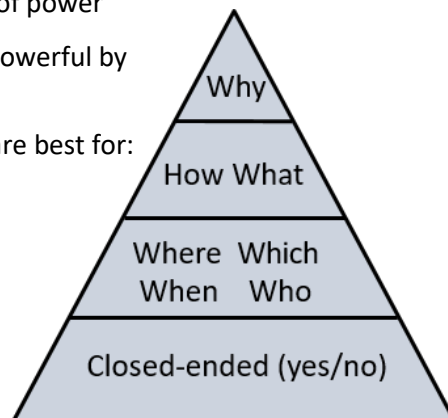 of power
owerful by
Why
re best for:
How What
Where Which
When Who
Closed-ended (yes/no)